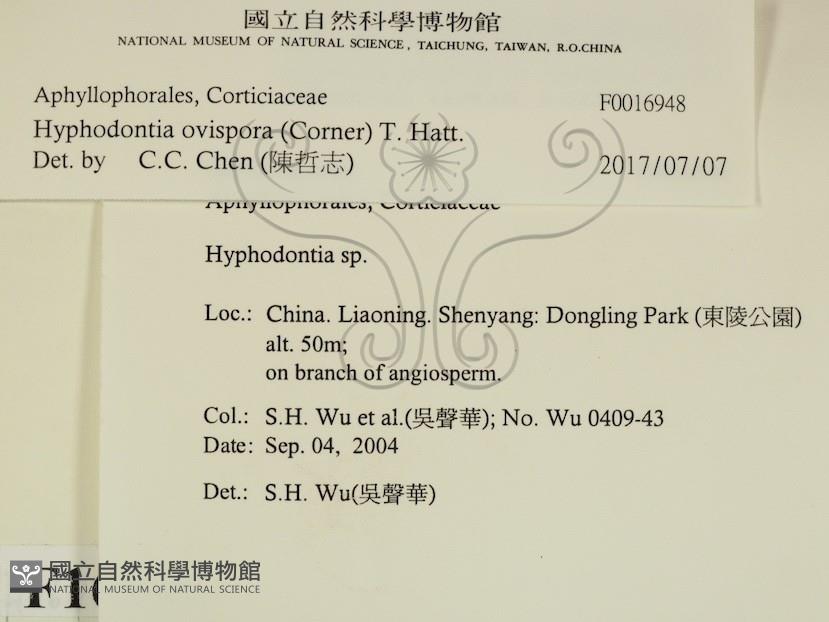 國立自然科學博物館
NATIONAL MUSEUM OF NATURAL SCIENCE, TAICHUNG, TAIWAN, R.O.CHINA
Aphyllophorales, Corticiaceae F0016948
Hyphodontia ovispora (Corner) T. Hatt.
Det. by C.C. Chen (陳哲志) 2017/07/07
Aphyllophorales, Corticiaceae
Hyphodontia sp.
Loc.: China. Liaoning. Shenyang: Dongling Park (東陵公園)
alt. 50m;
on branch of angiosperm.
Col.: S.H. Wu et al.(吳聲華); No. Wu 0409-43
Date: Sep. 04, 2004
Det.: S.H. Wu(吳聲華)
國立自然科學博物館
NATIONAL MUSEUM OF NATURAL SCIENCE